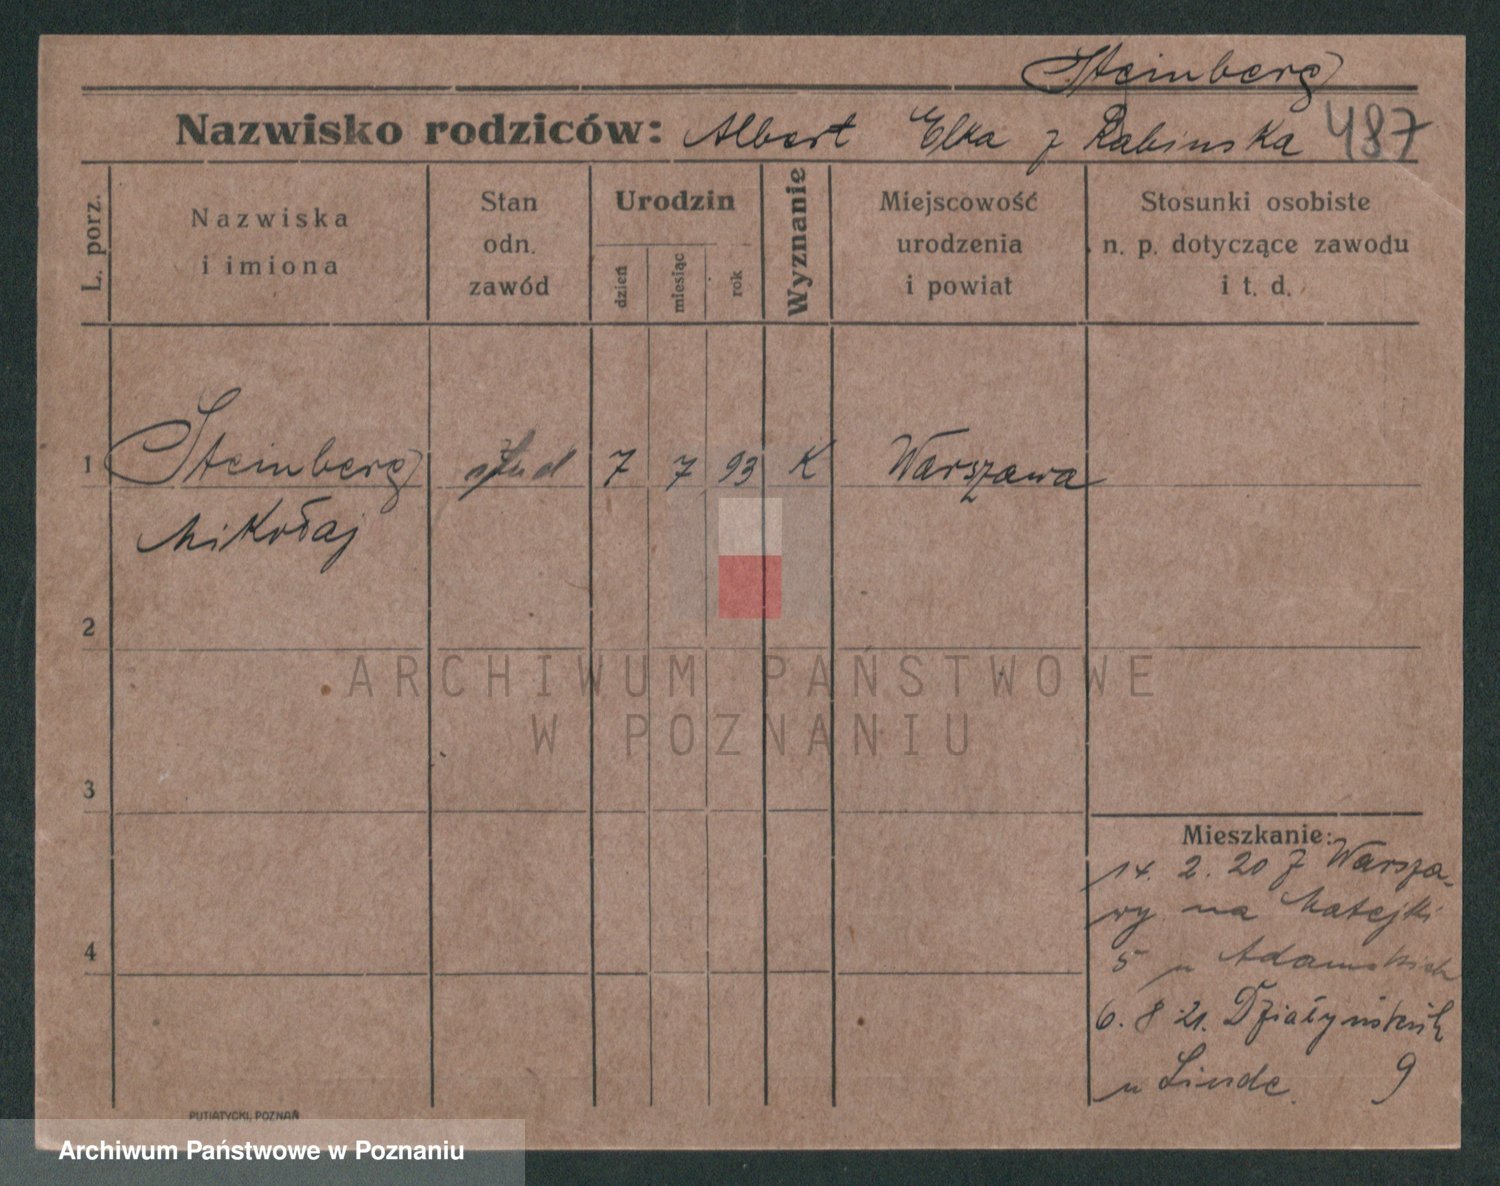 Steinberg
Nazwisko rodziców: Albert Elka z Rabinska 487
L. porz.
Nazwiska
i imiona
Stan
odn.
zawód
Urodzin
dzień
miesiąc
rok
Wyznanie
Miejscowość
urodzenia
i powiat
Stosunki osobiste
n. p. dotyczące zawodu
i t. d.
1 Steinberg stud 7 7 93 K Warszawa
Mikołaj
2
3
4
Mieszkanie:
14. 2. 20 z Warsza-
wy na Matejki
5 u Adamskich
6. 8 21. Działyńskich
u Linde. 9
PUTIATYCKI, POZNAŃ
ARCHIWUM PAŃSTWOWE
W POZNANIU
Archiwum Państwowe w Poznaniu